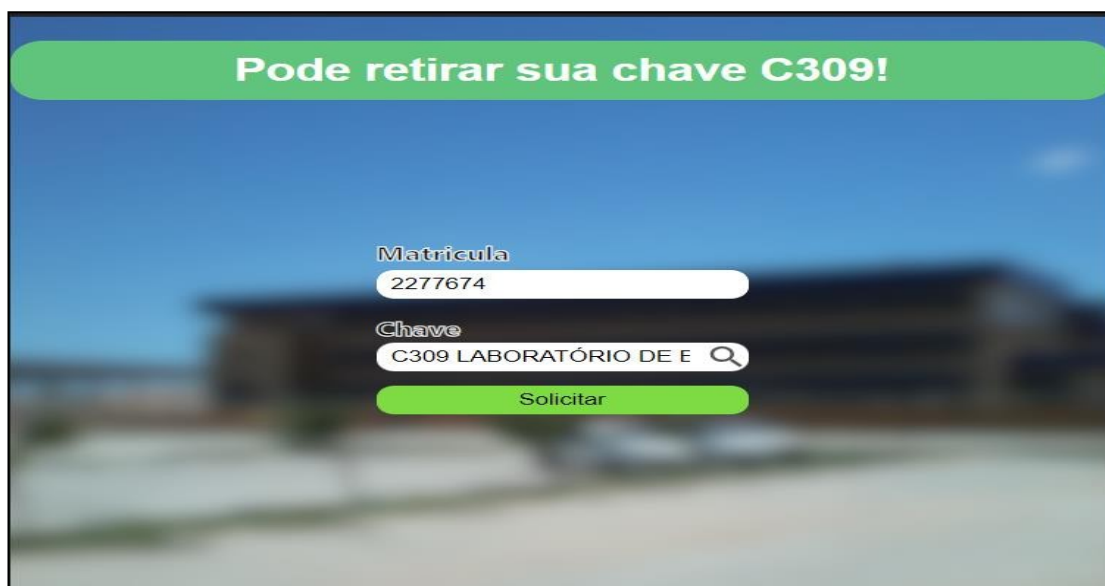 Pode retirar sua chave C309!
Matricula
2277674
Chave
C309 LABORATÓRIO DE E
Solicitar